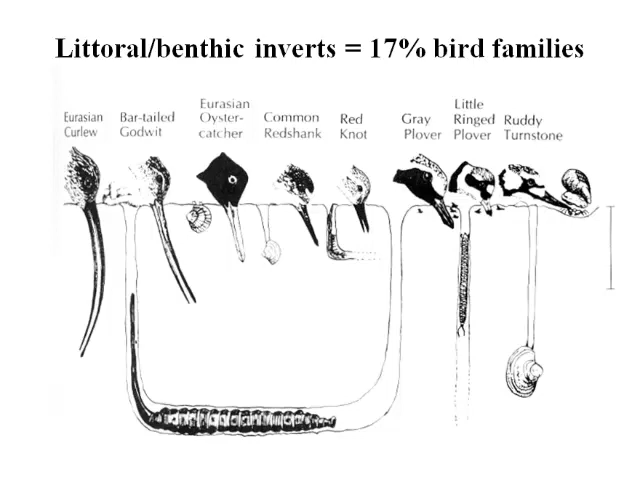 Littoral/benthic inverts = 17% bird families
Eurasian
Curlew
Bar-tailed
Godwit
Eurasian
Oyster-
catcher
Common
Redshank
Red
Knot
Gray
Plover
Little
Ringed
Plover
Ruddy
Turnstone